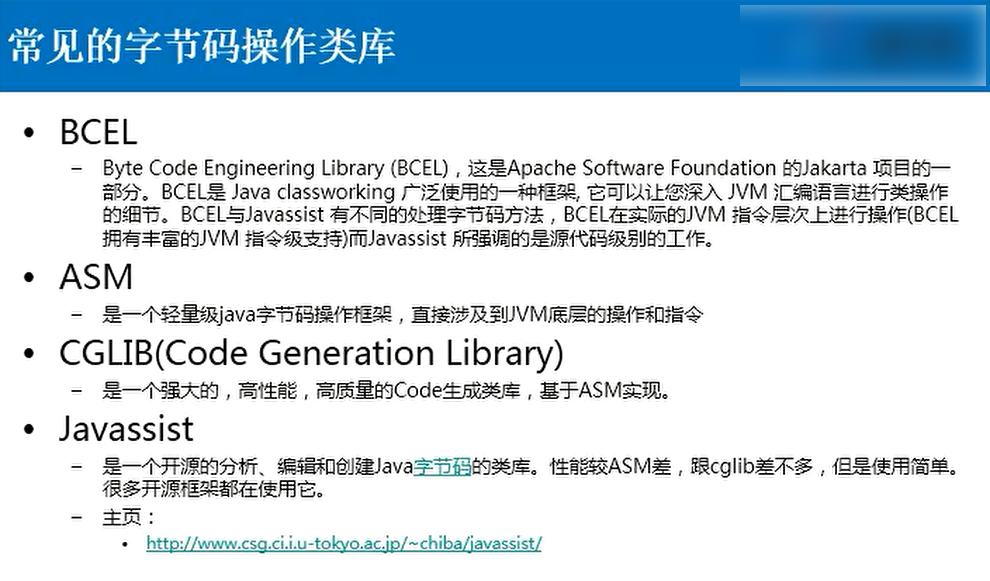 常见的字节码操作类库
• BCEL
– Byte Code Engineering Library (BCEL)，这是Apache Software Foundation 的Jakarta 项目的一
部分。BCEL是 Java classworking 广泛使用的一种框架, 它可以让您深入 JVM 汇编语言进行类操作
的细节。BCEL与Javassist 有不同的处理字节码方法，BCEL在实际的JVM 指令层次上进行操作(BCEL
拥有丰富的JVM 指令级支持)而Javassist 所强调的是源代码级别的工作。
• ASM
– 是一个轻量级java字节码操作框架，直接涉及到JVM底层的操作和指令
• CGLIB(Code Generation Library)
– 是一个强大的，高性能，高质量的Code生成类库，基于ASM实现。
• Javassist
– 是一个开源的分析、编辑和创建Java字节码的类库。性能较ASM差，跟cglib差不多，但是使用简单。
很多开源框架都在使用它。
– 主页：
• http://www.csg.ci.i.u-tokyo.ac.jp/~chiba/javassist/